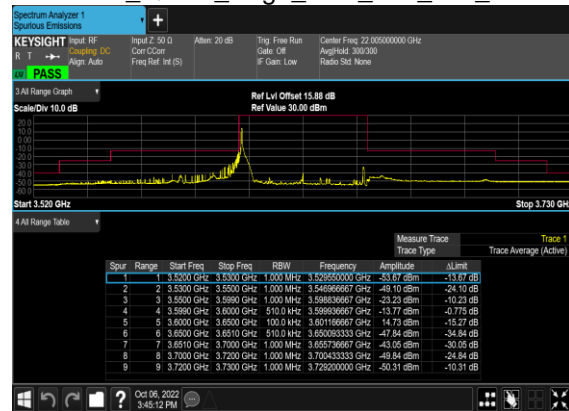 Spectrum Analyzer 1
Spurious Emissions
KEYSIGHT Input: RF
R T Coupling: DC
Align: Auto
Input Z: 50 Ω
Corr CCorr
Freq Ref: Int (S)
Atten: 20 dB
Trig: Free Run
Gate: Off
IF Gain: Low
Center Freq: 22.005000000 GHz
Avg|Hold: 300/300
Radio Std: None
PASS
3 All Range Graph
Scale/Div 10.0 dB
Ref Lvl Offset 15.88 dB
Ref Value 30.00 dBm
20.0
10.0
0.00
-10.0
-20.0
-30.0
-40.0
-50.0
-60.0
Start 3.520 GHz
Stop 3.730 GHz
4 All Range Table
Measure Trace Trace 1
Trace Type Trace Average (Active)
Spur Range Start Freq Stop Freq RBW Frequency Amplitude ΔLimit
1 1 3.5200 GHz 3.5300 GHz 1.000 MHz 3.529550000 GHz -53.67 dBm -13.67 dB
2 2 3.5300 GHz 3.5500 GHz 1.000 MHz 3.546966667 GHz -49.10 dBm -24.10 dB
3 3 3.5500 GHz 3.5990 GHz 1.000 MHz 3.598836667 GHz -23.23 dBm -10.23 dB
4 4 3.5990 GHz 3.6000 GHz 510.0 kHz 3.599936667 GHz -13.77 dBm -0.775 dB
5 5 3.6000 GHz 3.6500 GHz 100.0 kHz 3.601166667 GHz 14.73 dBm -15.27 dB
6 6 3.6500 GHz 3.6510 GHz 510.0 kHz 3.650093333 GHz -47.84 dBm -34.84 dB
7 7 3.6510 GHz 3.7000 GHz 1.000 MHz 3.655736667 GHz -43.05 dBm -30.05 dB
8 8 3.7000 GHz 3.7200 GHz 1.000 MHz 3.700433333 GHz -49.84 dBm -24.84 dB
9 9 3.7200 GHz 3.7300 GHz 1.000 MHz 3.729200000 GHz -50.31 dBm -10.31 dB
Oct 06, 2022
3:45:12 PM